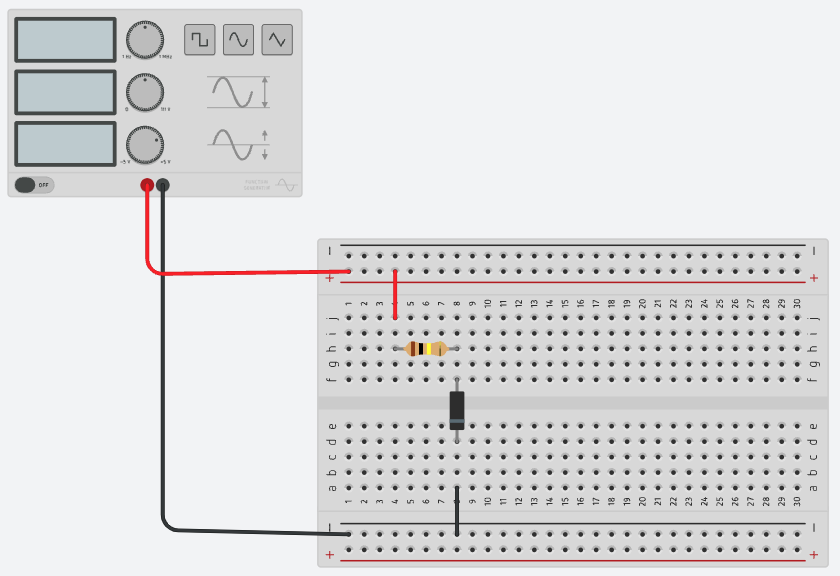 1 Hz 1 MHz
0 10 V
-5 V +5 V
OFF
FUNCTION
GENERATOR
− −
+ +
1 2 3 4 5 6 7 8 9 10 11 12 13 14 15 16 17 18 19 20 21 22 23 24 25 26 27 28 29 30
j j
i i
h h
g g
f f
e e
d d
c c
b b
a a
1 2 3 4 5 6 7 8 9 10 11 12 13 14 15 16 17 18 19 20 21 22 23 24 25 26 27 28 29 30
− −
+ +